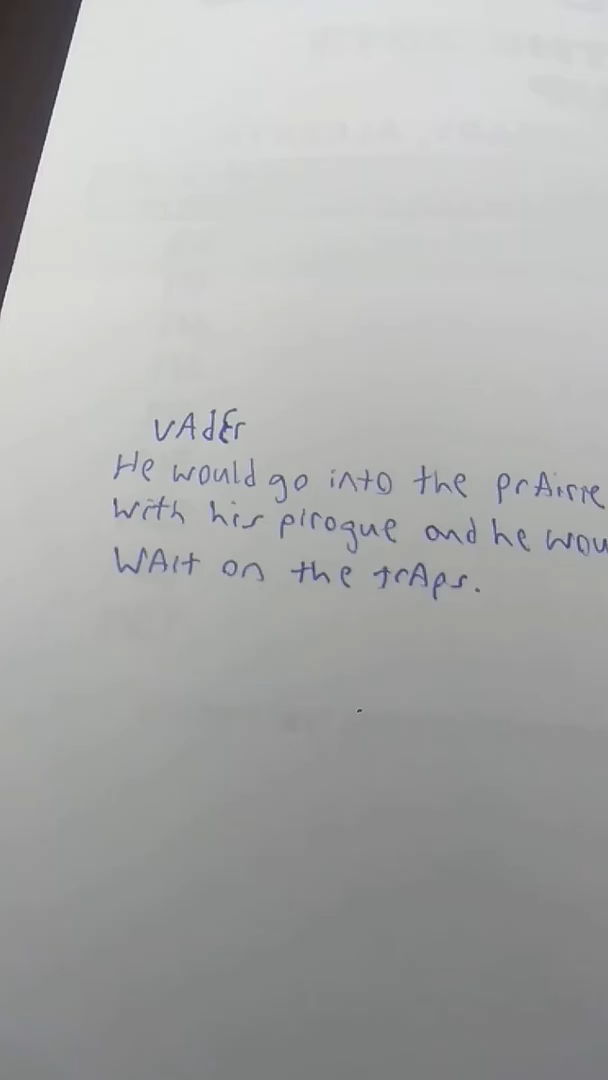 VAdEr
He would go into the prAirie
with his pirogue and he wou
WAit on the trAps.